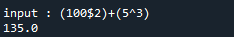 input : (100$2)+(5^3)
135.0